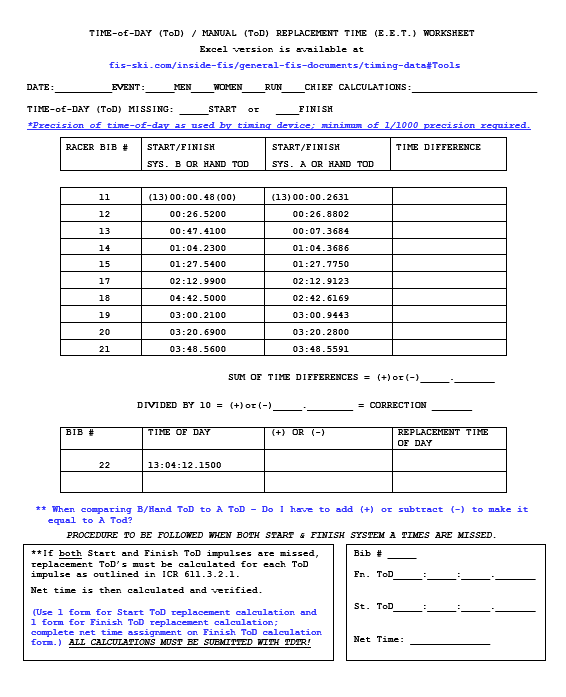 TIME-of-DAY (ToD) / MANUAL (ToD) REPLACEMENT TIME (E.E.T.) WORKSHEET
Excel version is available at
fis-ski.com/inside-fis/general-fis-documents/timing-data#Tools
DATE:__________EVENT:_____MEN____WOMEN____RUN____CHIEF CALCULATIONS:______________________
TIME-of-DAY (ToD) MISSING: _____START or ____FINISH
*Precision of time-of-day as used by timing device; minimum of 1/1000 precision required.
RACER BIB # START/FINISH START/FINISH TIME DIFFERENCE
SYS. B OR HAND TOD SYS. A OR HAND TOD
11 (13)00:00.48(00) (13)00:00.2631
12 00:26.5200 00:26.8802
13 00:47.4100 00:07.3684
14 01:04.2300 01:04.3686
15 01:27.5400 01:27.7750
17 02:12.9900 02:12.9123
18 04:42.5000 02:42.6169
19 03:00.2100 03:00.9443
20 03:20.6900 03:20.2800
21 03:48.5600 03:48.5591
SUM OF TIME DIFFERENCES = (+)or(-)_____._______
DIVIDED BY 10 = (+)or(-)_____.________ = CORRECTION _______
BIB # TIME OF DAY (+) OR (-) REPLACEMENT TIME
OF DAY
22 13:04:12.1500
** When comparing B/Hand ToD to A ToD – Do I have to add (+) or subtract (-) to make it
equal to A Tod?
PROCEDURE TO BE FOLLOWED WHEN BOTH START & FINISH SYSTEM A TIMES ARE MISSED.
**If both Start and Finish ToD impulses are missed,
replacement ToD's must be calculated for each ToD
impulse as outlined in ICR 611.3.2.1.
Net time is then calculated and verified.
(Use 1 form for Start ToD replacement calculation and
1 form for Finish ToD replacement calculation;
complete net time assignment on Finish ToD calculation
form.) ALL CALCULATIONS MUST BE SUBMITTED WITH TDTR!
Bib # _____
Fn. ToD_____:_____:_____._______
St. ToD_____:_____:_____._______
Net Time: ______________